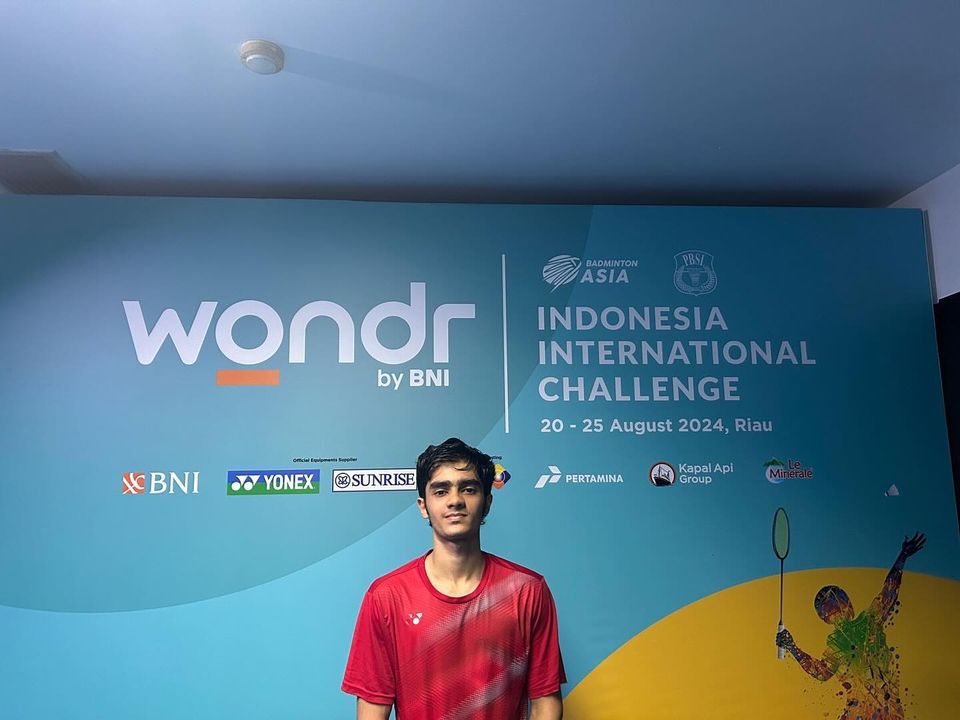 wondr
by BNI
BADMINTON
ASIA
PBSI
INDONESIA
INTERNATIONAL
CHALLENGE
20 - 25 August 2024, Riau
Official Equipments Supplier
BNI
YONEX
SUNRISE
PERTAMINA
Kapal Api
Group
Le
Minerale